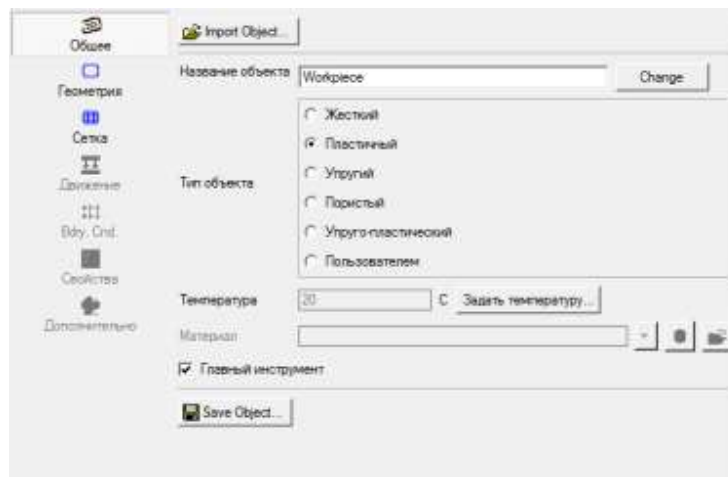 Общее
Геометрия
Сетка
Движение
Bdry. Cnd.
Свойства
Дополнительно
Import Object...
Название объекта Workpiece Change
Тип объекта
Жесткий
Пластичный
Упругий
Пористый
Упруго-пластический
Пользователем
Температура 20 C Задать температуру...
Материал
Главный инструмент
Save Object...